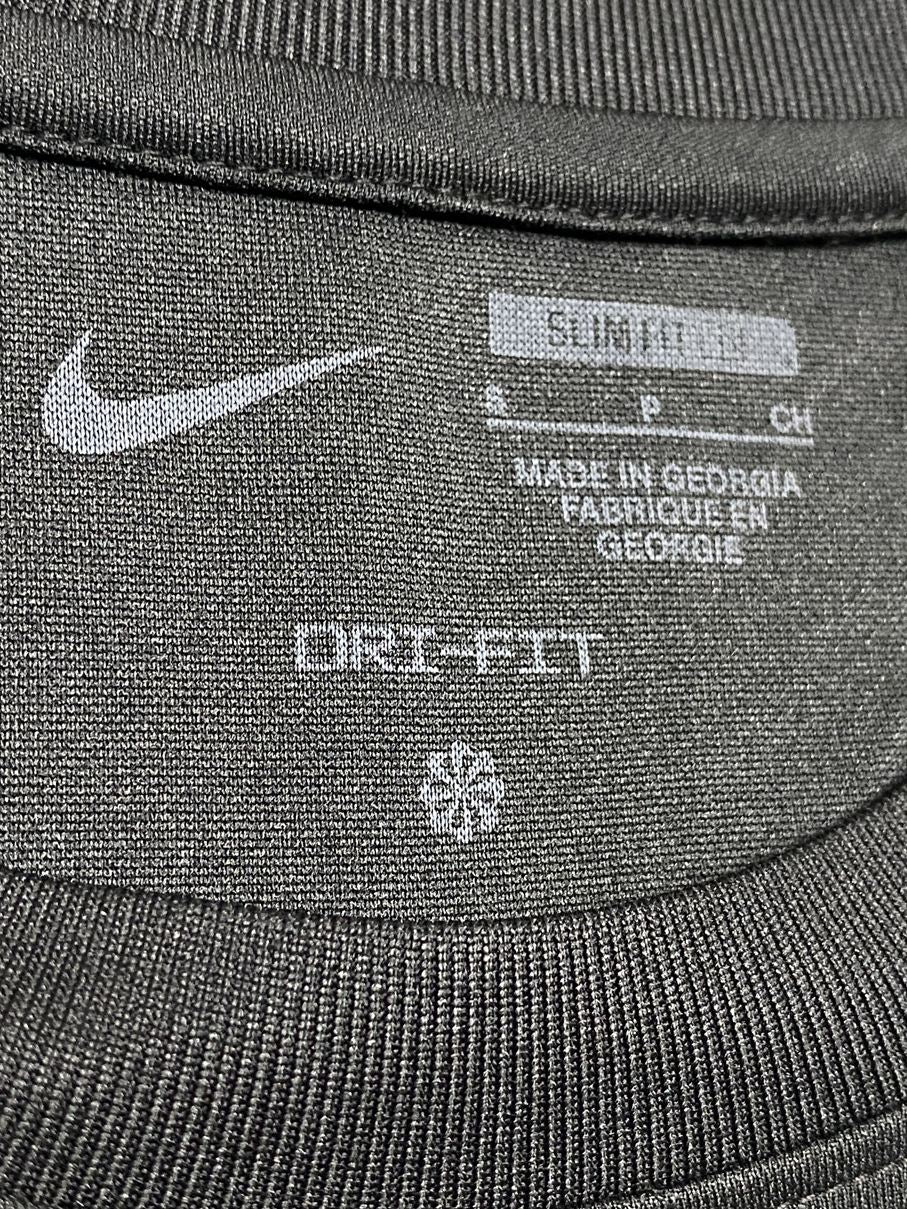 SLIM FIT
S P CH
MADE IN GEORGIA
FABRIQUE EN
GEORGIE
DRI-FIT